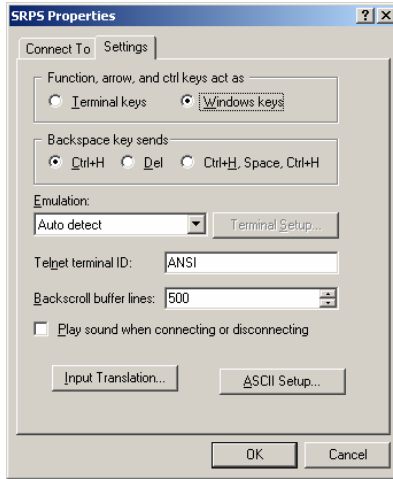 SRPS Properties
Connect To Settings
Function, arrow, and ctrl keys act as
Terminal keys Windows keys
Backspace key sends
Ctrl+H Del Ctrl+H, Space, Ctrl+H
Emulation:
Auto detect Terminal Setup...
Telnet terminal ID: ANSI
Backscroll buffer lines: 500
Play sound when connecting or disconnecting
Input Translation... ASCII Setup...
OK Cancel